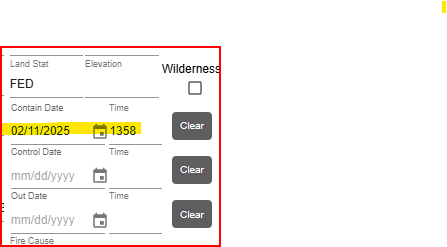 Land Stat Elevation
Wilderness
FED
Contain Date Time
02/11/2025 1358 Clear
Control Date Time
mm/dd/yyyy Clear
Out Date Time
mm/dd/yyyy Clear
Fire Cause